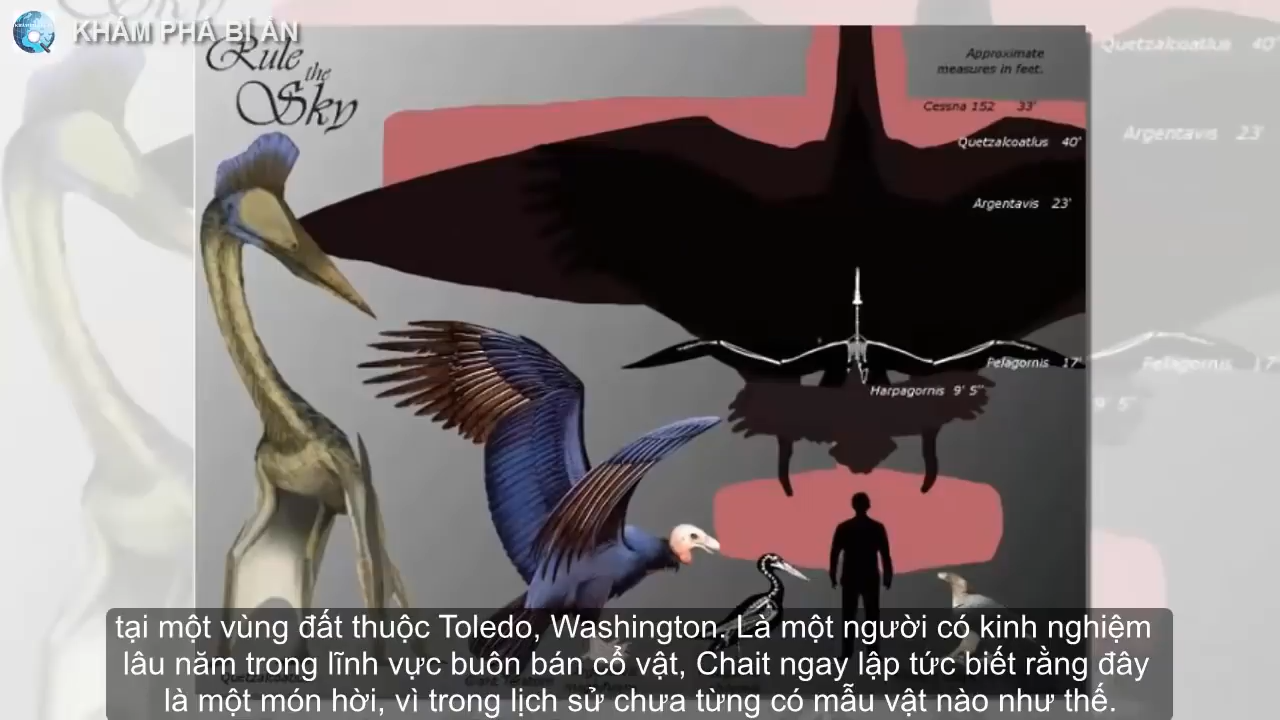 KHÁM PHÁ BÍ ẨN
Rule
the
Sky
Approximate
measures in feet.
Cessna 152 33'
Quetzalcoatlus 40'
Argentavis 23'
Pelagornis 17'
Harpagornis 9' 5"
Quetzalcoatlus 40'
Argentavis 23'
Pelagornis 17'
9' 5"
tại một vùng đất thuộc Toledo, Washington. Là một người có kinh nghiệm
lâu năm trong lĩnh vực buôn bán cổ vật, Chait ngay lập tức biết rằng đây
là một món hời, vì trong lịch sử chưa từng có mẫu vật nào như thế.